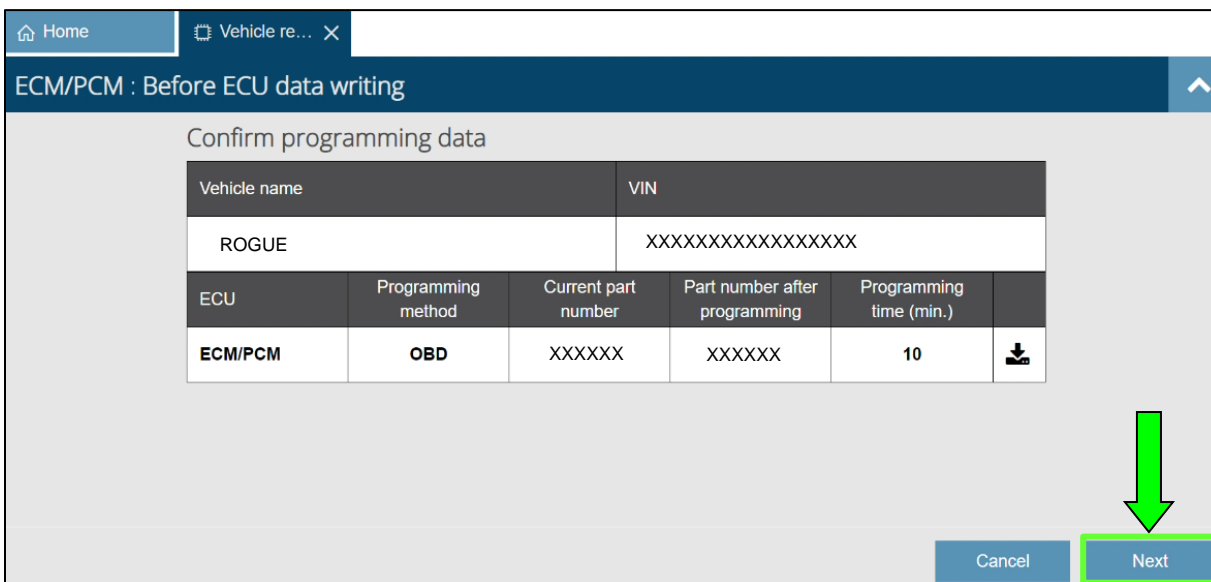 Home
Vehicle re...
ECM/PCM : Before ECU data writing
Confirm programming data
Vehicle name VIN
ROGUE XXXXXXXXXXXXXXXXX
ECU Programming method Current part number Part number after programming Programming time (min.)
ECM/PCM OBD XXXXXX XXXXXX 10
Cancel Next